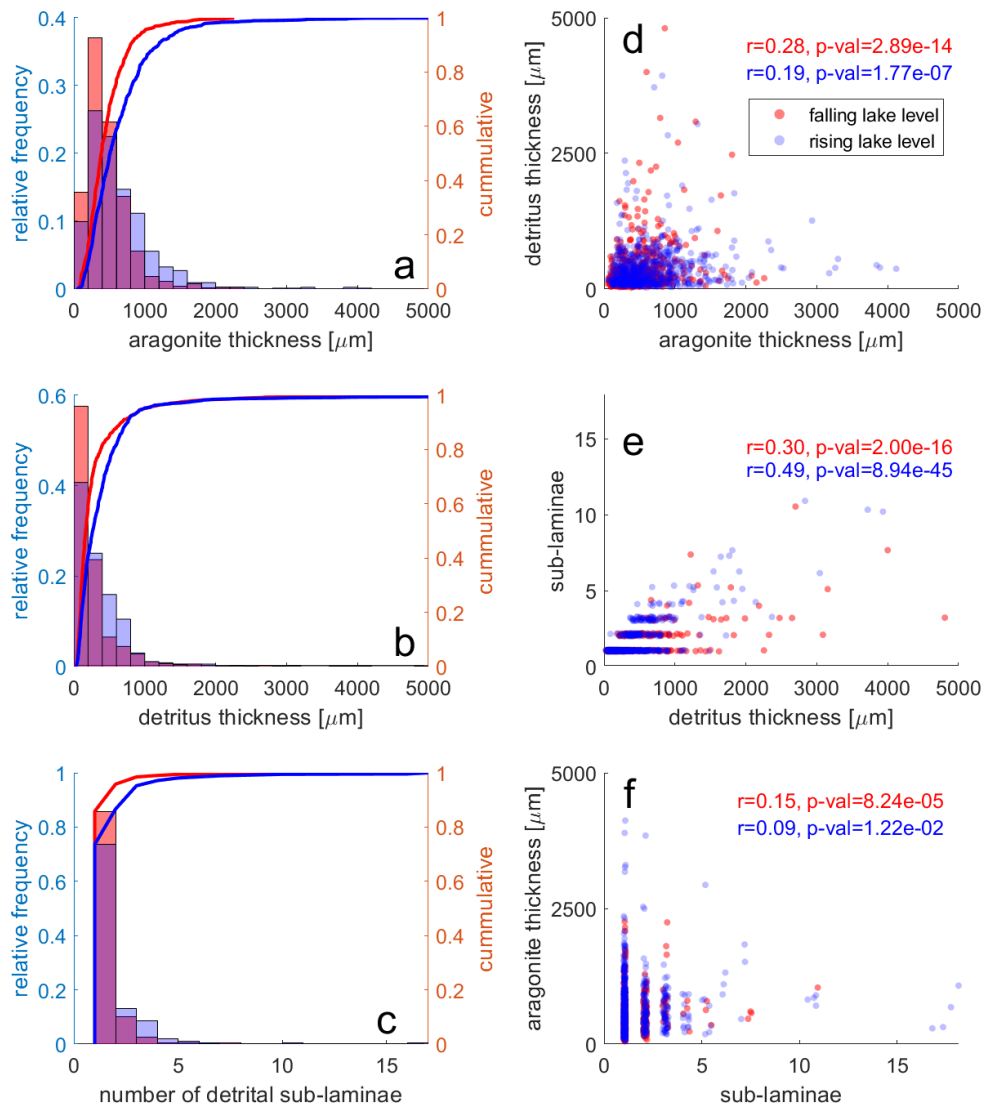 0.4
0.3
0.2
0.1
0
relative frequency
1
0.8
0.6
0.4
0.2
0
cummulative
a
0 1000 2000 3000 4000 5000
aragonite thickness [μm]
d
r=0.28, p-val=2.89e-14
r=0.19, p-val=1.77e-07
falling lake level
rising lake level
5000
2500
0
detritus thickness [μm]
0 1000 2000 3000 4000 5000
aragonite thickness [μm]
0.6
0.4
0.2
0
relative frequency
1
0.8
0.6
0.4
0.2
0
cummulative
b
0 1000 2000 3000 4000 5000
detritus thickness [μm]
e
r=0.30, p-val=2.00e-16
r=0.49, p-val=8.94e-45
15
10
5
0
sub-laminae
0 1000 2000 3000 4000 5000
detritus thickness [μm]
1
0.8
0.6
0.4
0.2
0
relative frequency
1
0.8
0.6
0.4
0.2
0
cummulative
c
0 5 10 15
number of detrital sub-laminae
f
r=0.15, p-val=8.24e-05
r=0.09, p-val=1.22e-02
5000
2500
0
aragonite thickness [μm]
0 5 10 15
sub-laminae